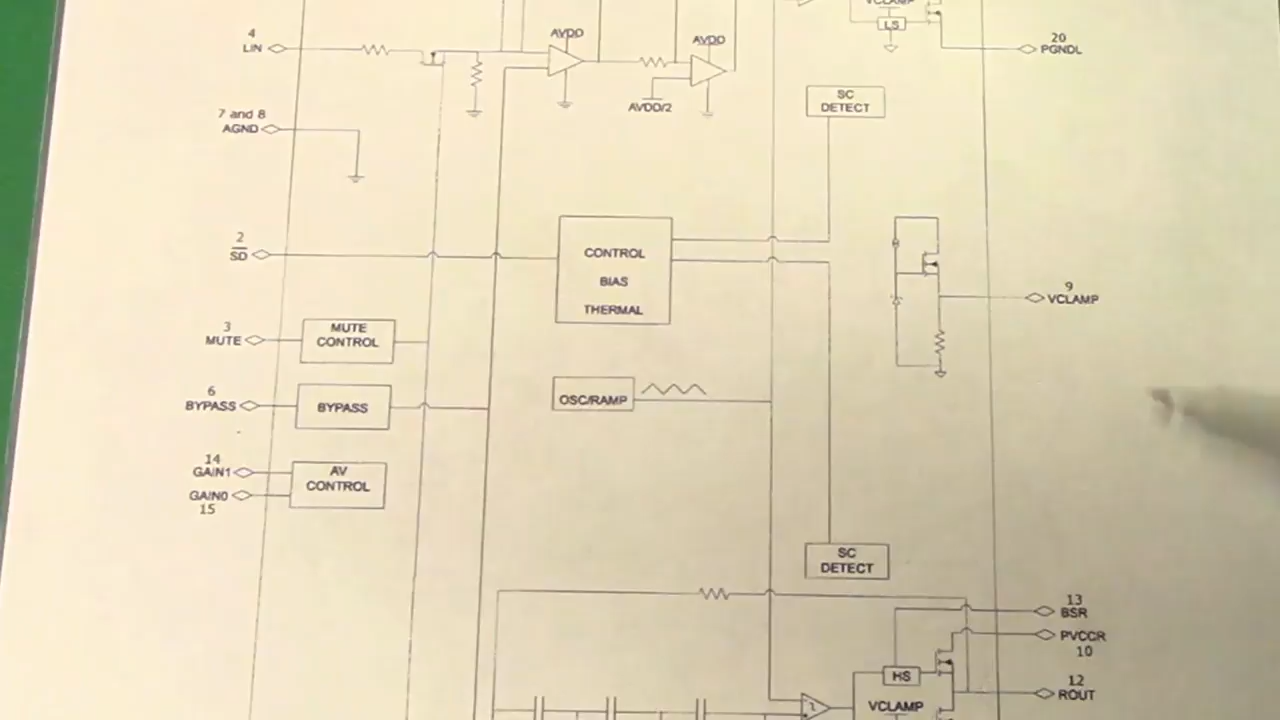 VCLAMP
LS
4
LIN
AVDD
AVDD
20
PGNDL
AVDD/2
SC
DETECT
7 and 8
AGND
2
SD
CONTROL
BIAS
THERMAL
9
VCLAMP
3
MUTE
MUTE
CONTROL
6
BYPASS
BYPASS
OSC/RAMP
14
GAIN1
GAIN0
15
AV
CONTROL
SC
DETECT
13
BSR
PVCCR
10
HS
12
ROUT
VCLAMP